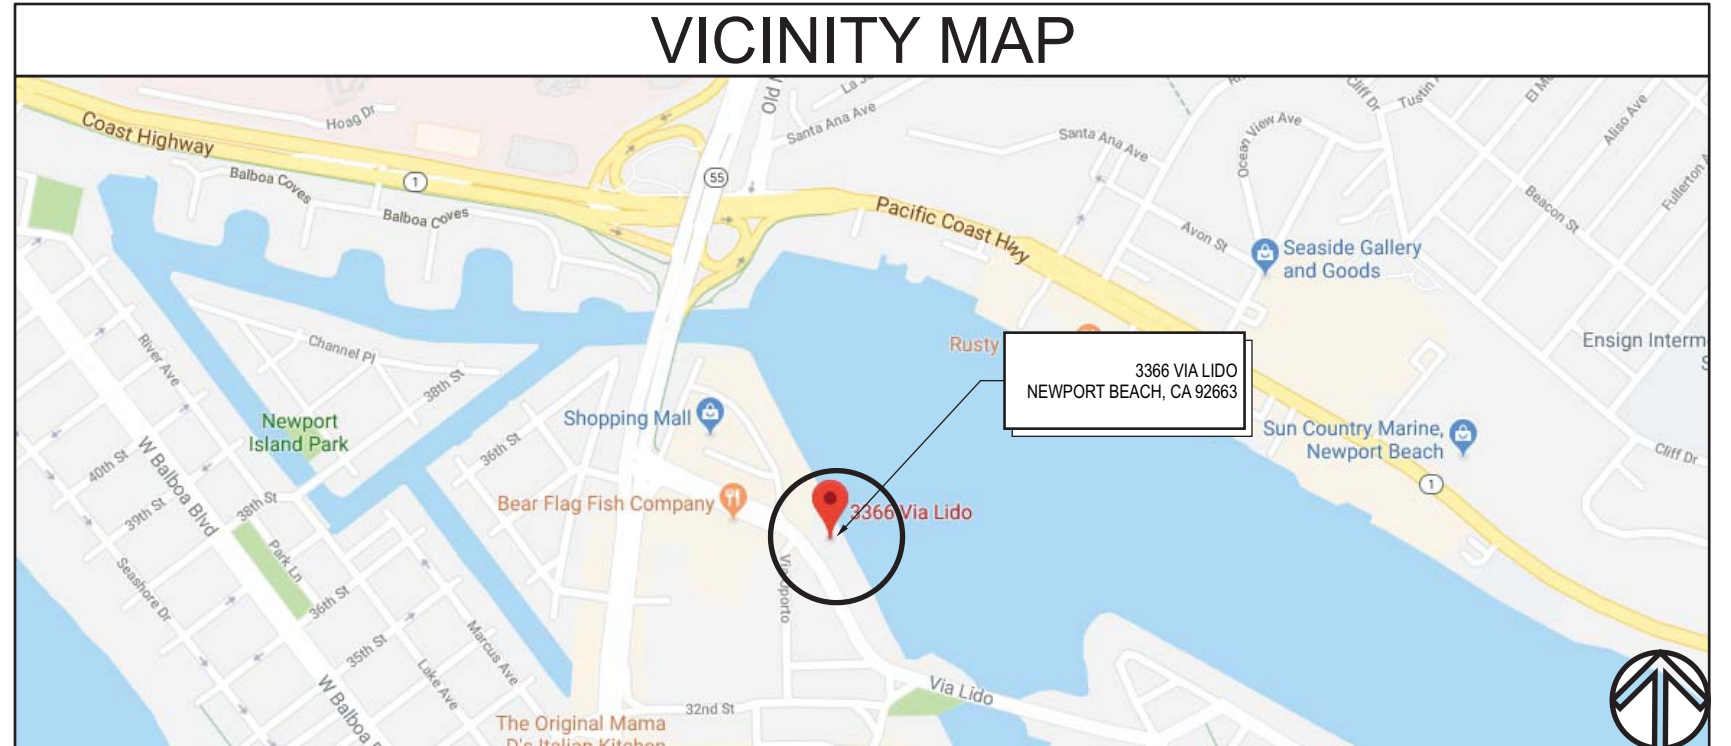 VICINITY MAP
Hoag Dr
Coast Highway
Old
Santa Ana Ave
Santa Ana Ave
Ocean View Ave
Cliff Dr
Tustin
Aliso Ave
Balboa Coves
1
55
Balboa Coves
Pacific Coast Hwy
Avon St
Beacon St
Fullerton
Seaside Gallery
and Goods
River Ave
Channel Pl
38th St
Rusty
3366 VIA LIDO
NEWPORT BEACH, CA 92663
Ensign Interm
Newport
Island Park
Shopping Mall
36th St
Sun Country Marine,
Newport Beach
Cliff Dr
1
40th St
W Balboa Blvd
39th St
38th St
Bear Flag Fish Company
3366 Via Lido
Park Ln
Seashore Dr
36th St
Via Oporto
35th St
Marcus Ave
Lake Ave
W Balboa
Via Lido
32nd St
The Original Mama
D's Italian Kitchen